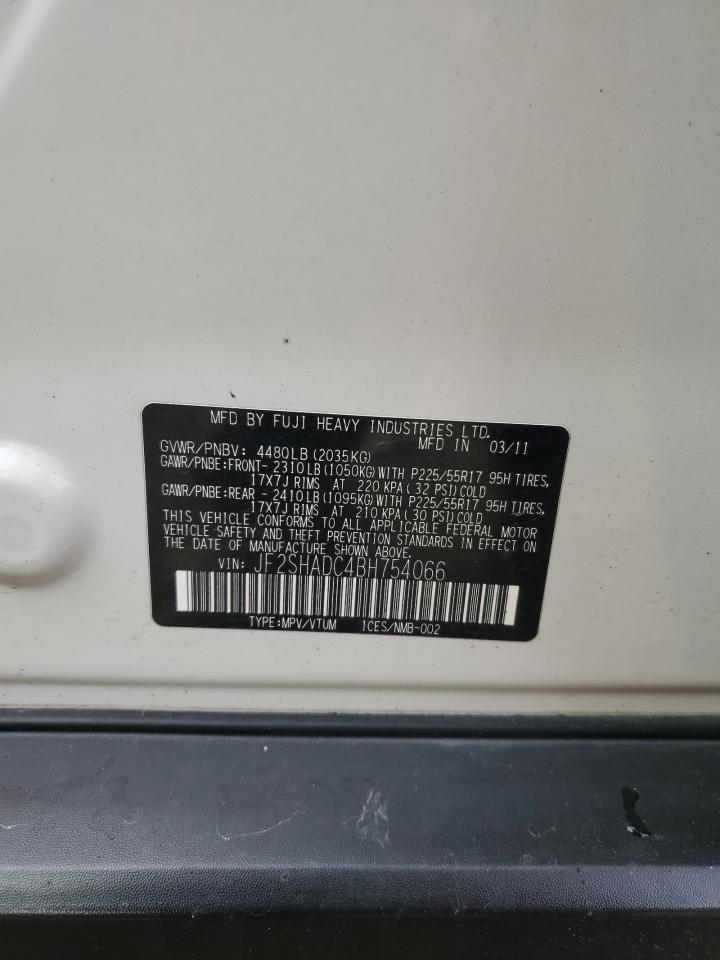 MFD BY FUJI HEAVY INDUSTRIES LTD.
MFD IN 03/11
GVWR/PNBV: 4480LB (2035KG)
GAWR/PNBE:FRONT- 2310LB(1050KG)WITH P225/55R17 95H TIRES,
17X7J RIMS AT 220 KPA( 32 PSI)COLD
GAWR/PNBE:REAR - 2410LB(1095KG)WITH P225/55R17 95H TIRES,
17X7J RIMS AT 210 KPA( 30 PSI)COLD
THIS VEHICLE CONFORMS TO ALL APPLICABLE FEDERAL MOTOR
VEHICLE SAFETY AND THEFT PREVENTION STANDARDS IN EFFECT ON
THE DATE OF MANUFACTURE SHOWN ABOVE.
VIN: JF2SHADC4BH754066
TYPE:MPV/VTUM ICES/NMB-002